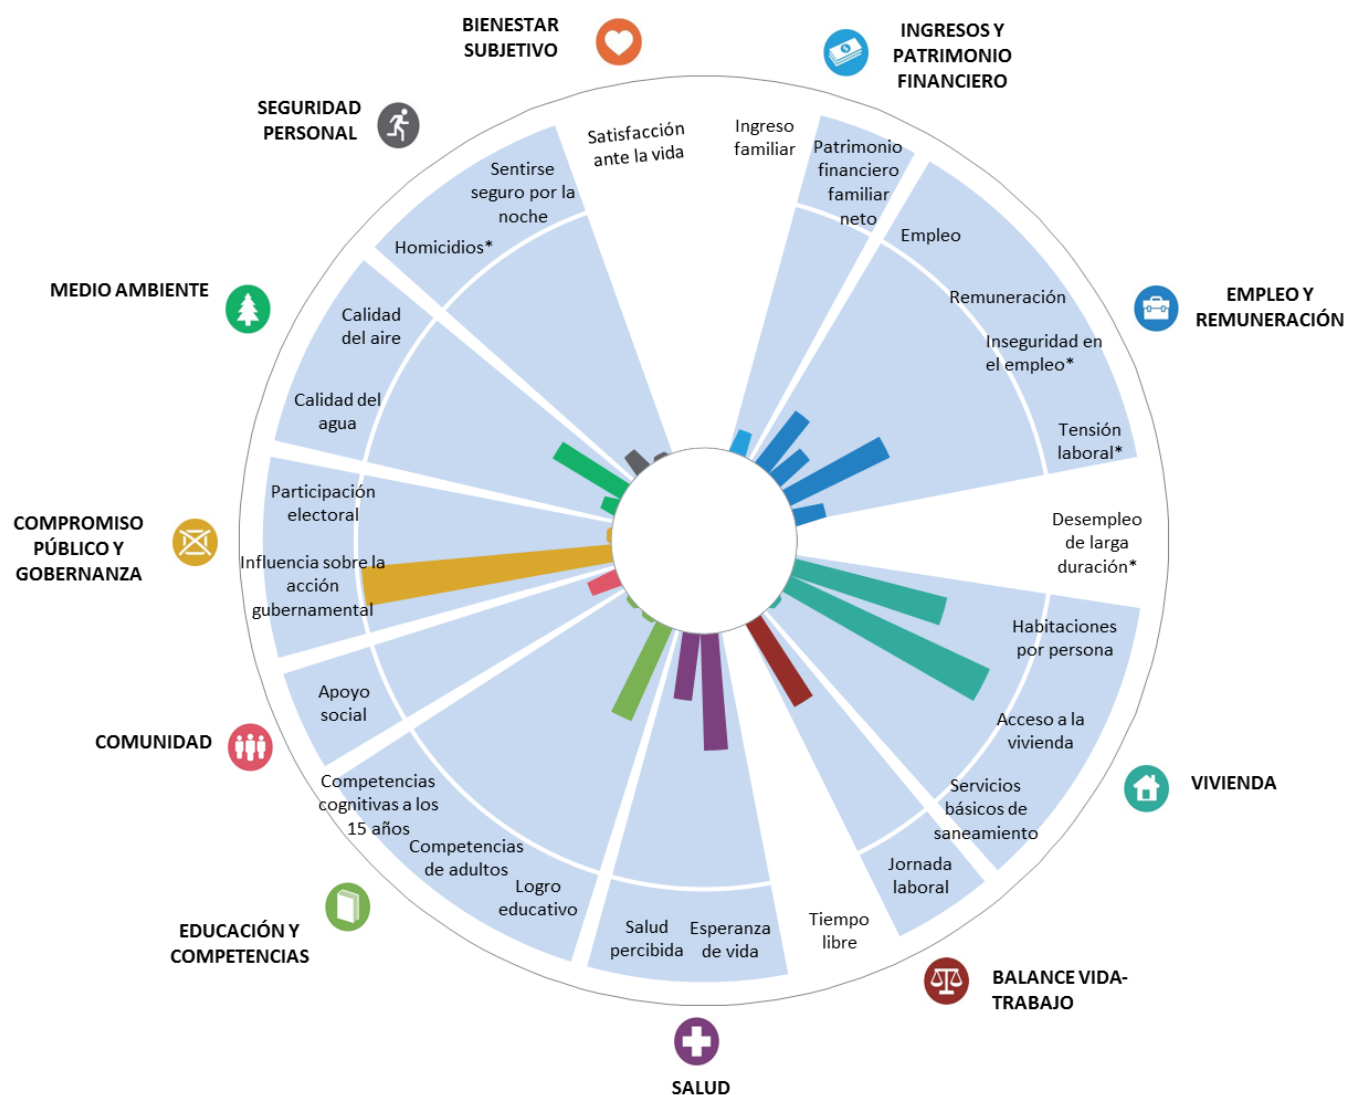 BIENESTAR
SUBJETIVO
INGRESOS Y
PATRIMONIO
FINANCIERO
SEGURIDAD
PERSONAL
Satisfacción
ante la vida
Ingreso
familiar
Patrimonio
financiero
familiar
neto
Sentirse
seguro por la
noche
Homicidios*
Empleo
Remuneración
Inseguridad en
el empleo*
Tensión
laboral*
EMPLEO Y
REMUNERACIÓN
MEDIO AMBIENTE
Calidad
del aire
Calidad del
agua
Participación
electoral
Influencia sobre la
acción
gubernamental
COMPROMISO
PÚBLICO Y
GOBERNANZA
Desempleo
de larga
duración*
Habitaciones
por persona
Acceso a la
vivienda
Servicios
básicos de
saneamiento
VIVIENDA
Apoyo
social
COMUNIDAD
Competencias
cognitivas a los
15 años
Competencias
de adultos
Logro
educativo
EDUCACIÓN Y
COMPETENCIAS
Salud
percibida
Esperanza
de vida
Tiempo
libre
Jornada
laboral
BALANCE VIDA-
TRABAJO
SALUD